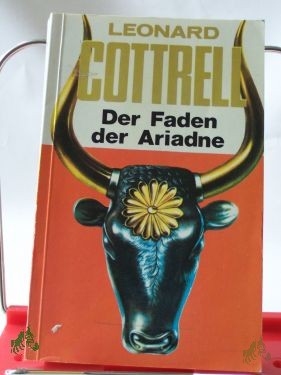 LEONARD
COTTRELL
Der Faden
der Ariadne